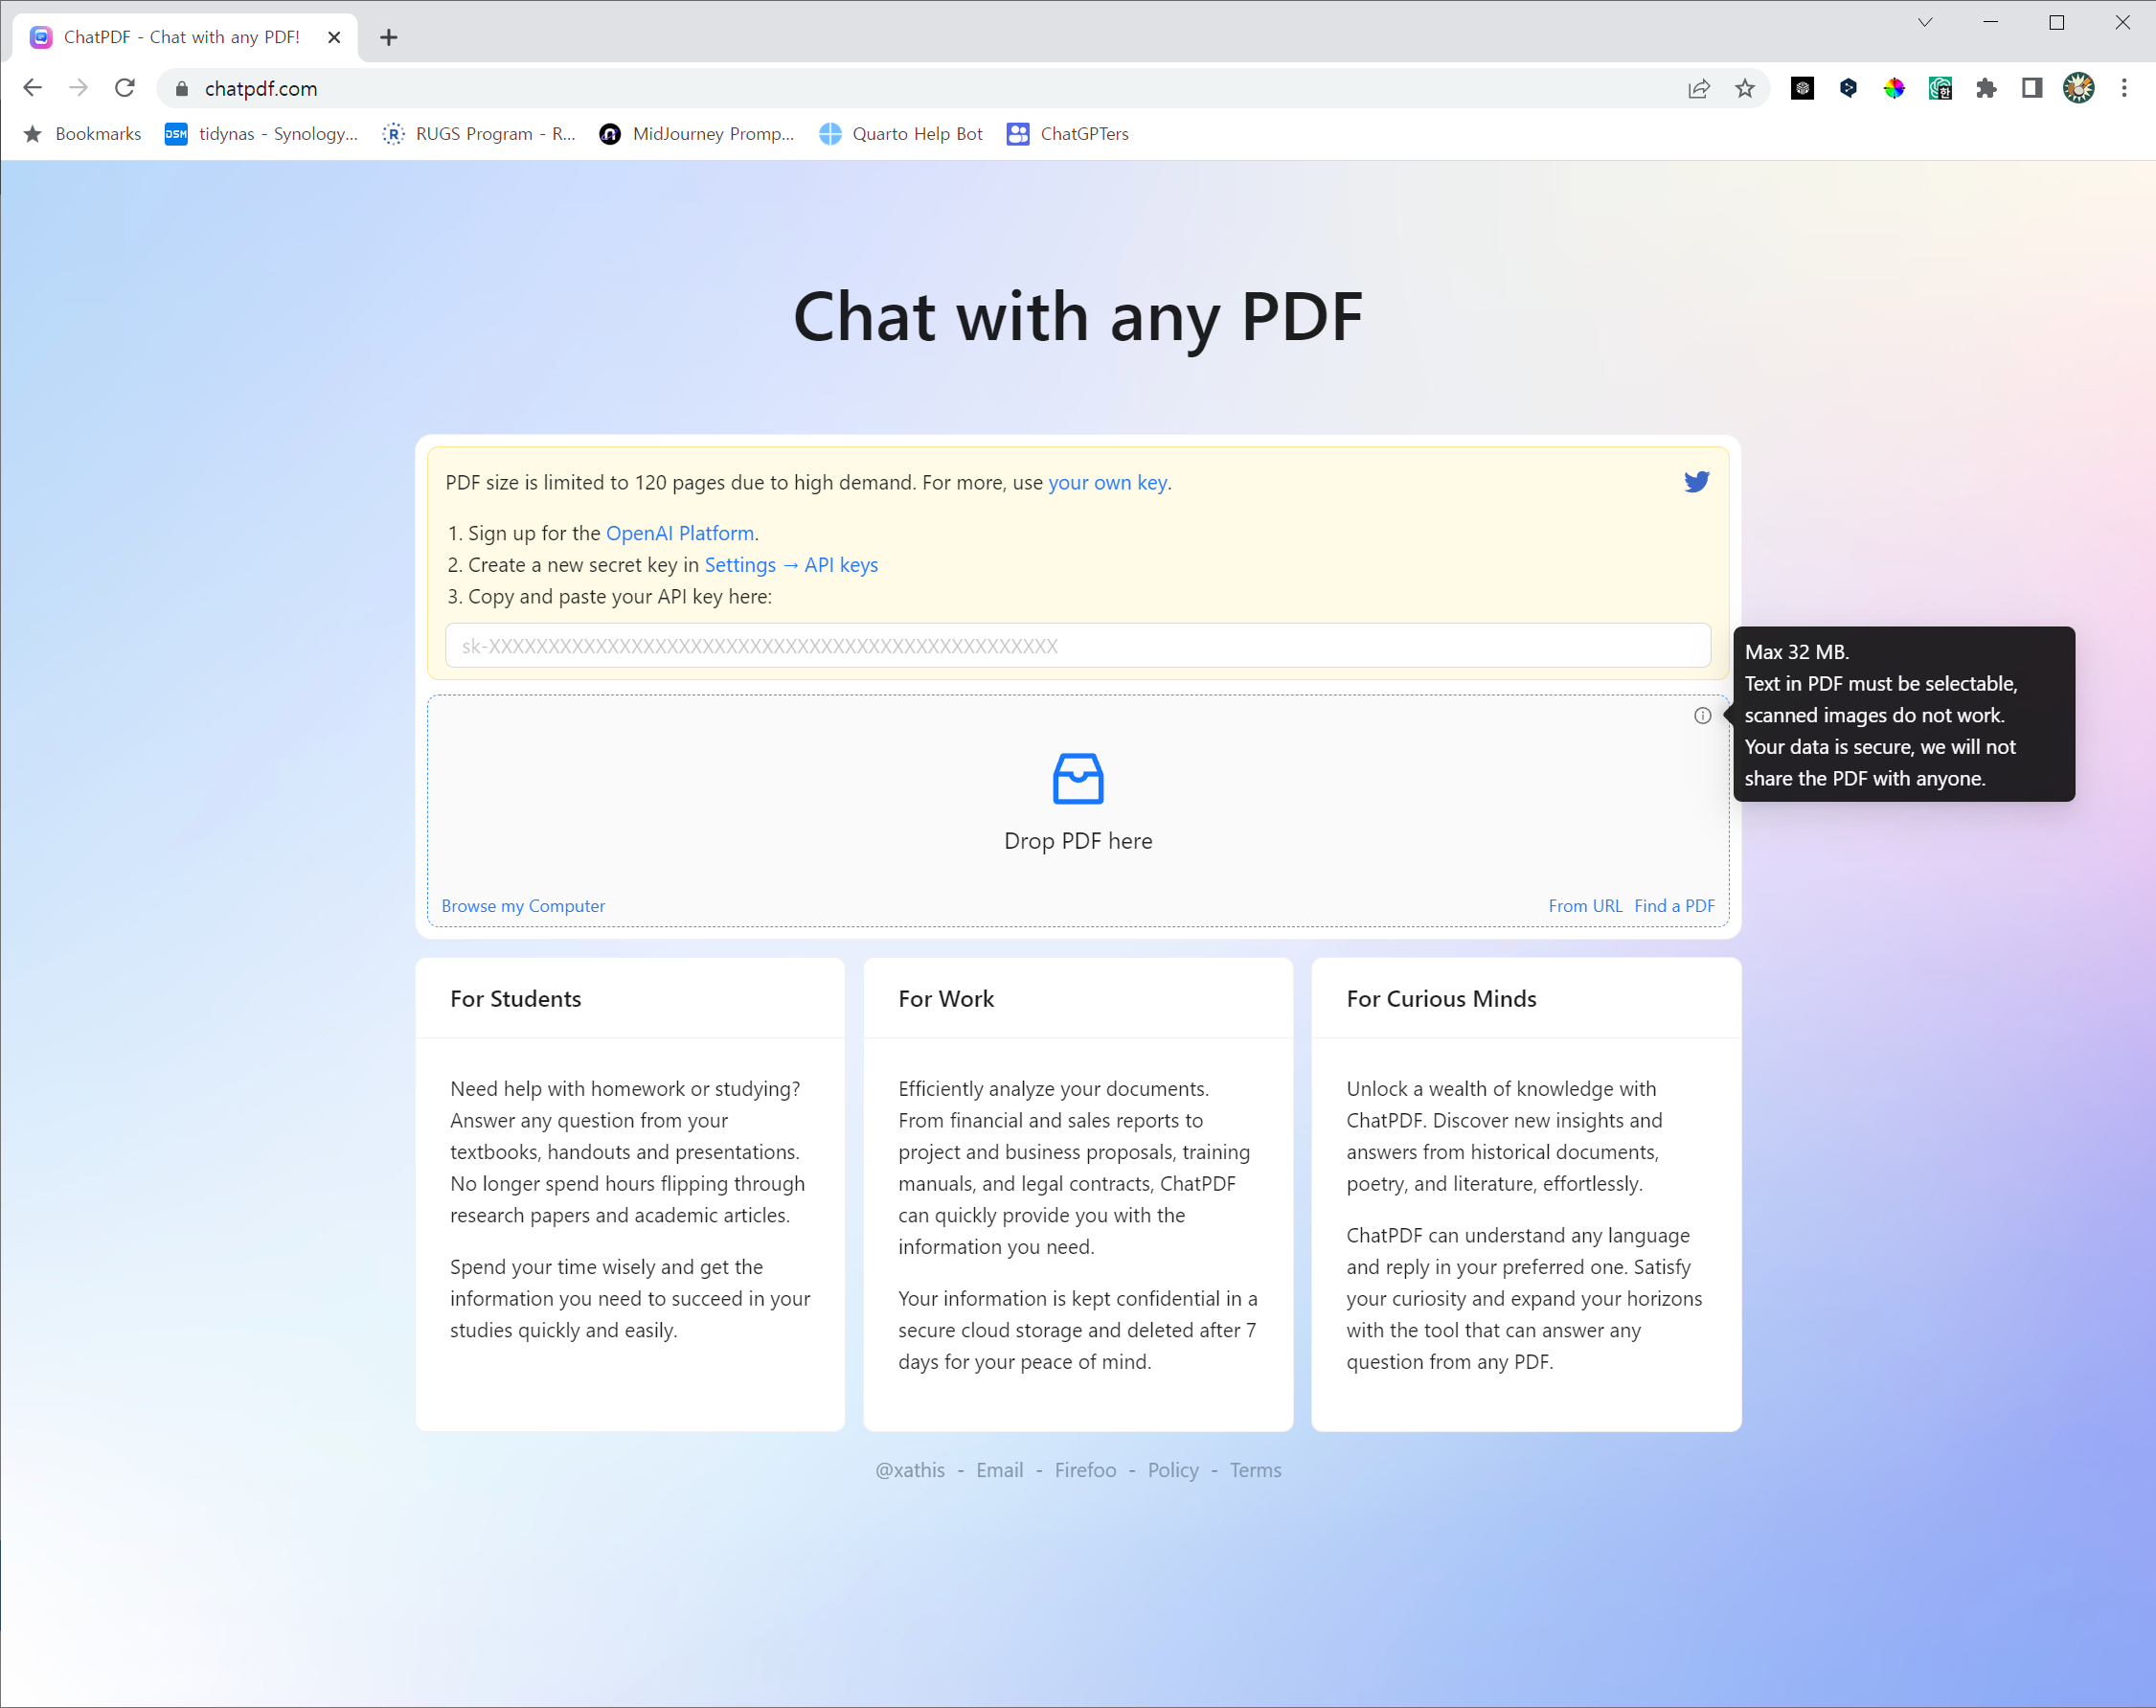 ChatPDF - Chat with any PDF!
chatpdf.com
Bookmarks
DSM
tidynas - Synology...
R
RUGS Program - R...
MidJourney Promp...
Quarto Help Bot
ChatGPTers
한
Chat with any PDF
PDF size is limited to 120 pages due to high demand. For more, use your own key.
1. Sign up for the OpenAI Platform.
2. Create a new secret key in Settings → API keys
3. Copy and paste your API key here:
sk-XXXXXXXXXXXXXXXXXXXXXXXXXXXXXXXXXXXXXXXXXXXXXXXX
Max 32 MB.
Text in PDF must be selectable,
scanned images do not work.
Your data is secure, we will not
share the PDF with anyone.
Drop PDF here
Browse my Computer
From URL Find a PDF
For Students
Need help with homework or studying?
Answer any question from your
textbooks, handouts and presentations.
No longer spend hours flipping through
research papers and academic articles.
Spend your time wisely and get the
information you need to succeed in your
studies quickly and easily.
For Work
Efficiently analyze your documents.
From financial and sales reports to
project and business proposals, training
manuals, and legal contracts, ChatPDF
can quickly provide you with the
information you need.
Your information is kept confidential in a
secure cloud storage and deleted after 7
days for your peace of mind.
For Curious Minds
Unlock a wealth of knowledge with
ChatPDF. Discover new insights and
answers from historical documents,
poetry, and literature, effortlessly.
ChatPDF can understand any language
and reply in your preferred one. Satisfy
your curiosity and expand your horizons
with the tool that can answer any
question from any PDF.
@xathis - Email - Firefoo - Policy - Terms